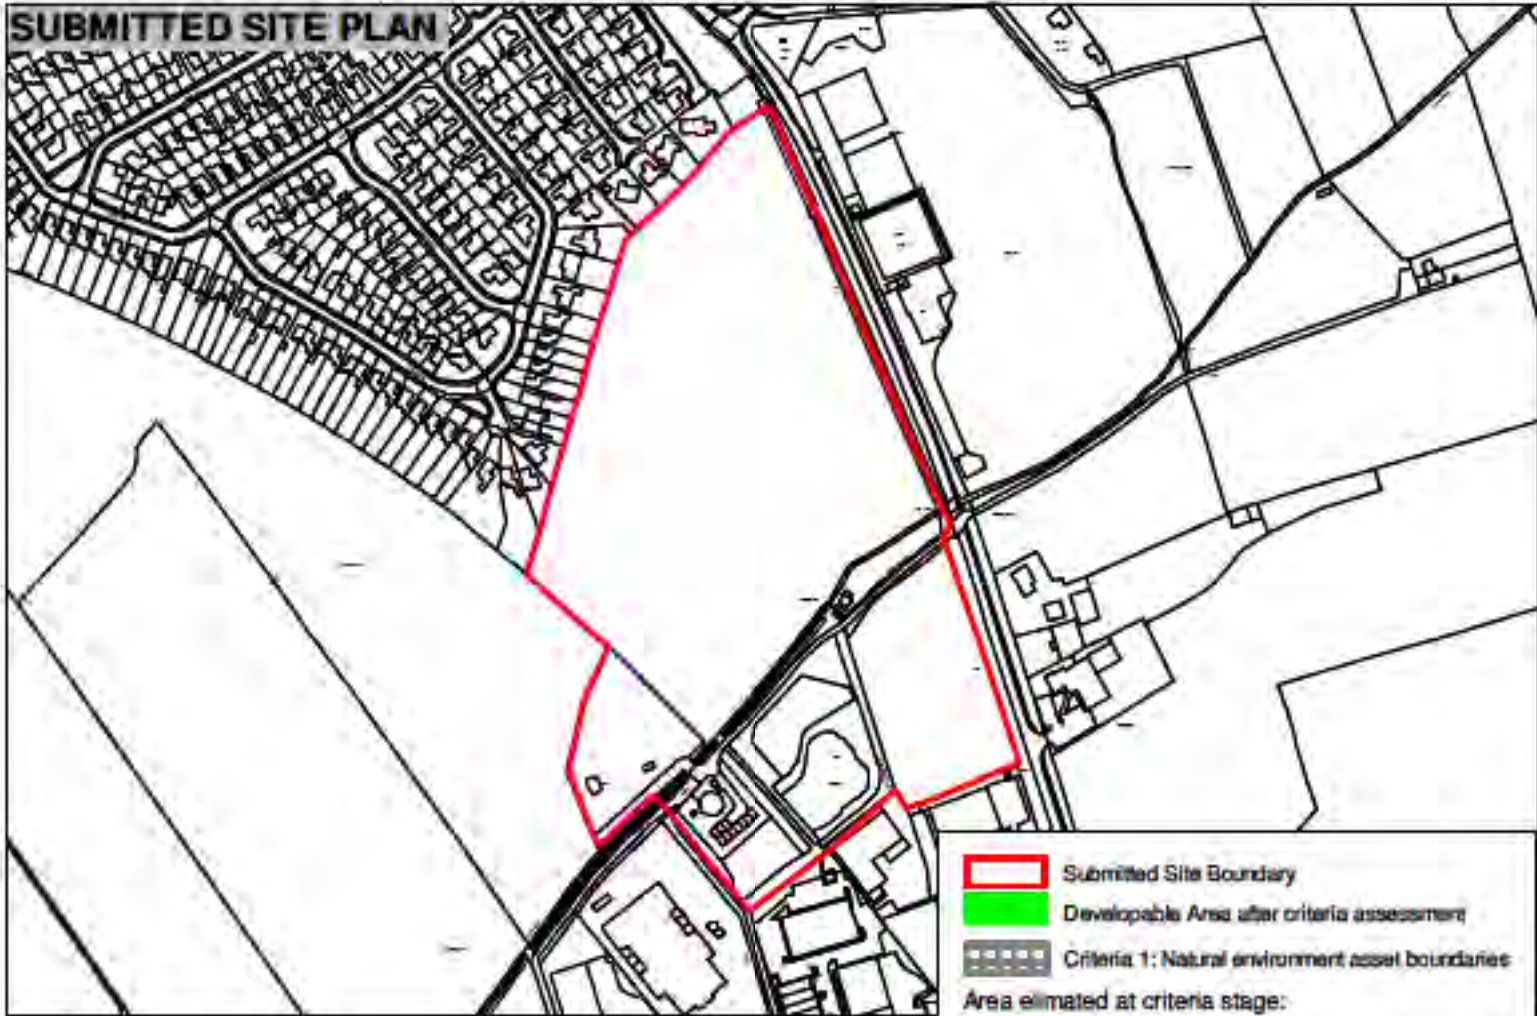 SUBMITTED SITE PLAN
Submitted Site Boundary
Developable Area after criteria assessment
Criteria 1: Natural environment asset boundaries
Area elimated at criteria stage: